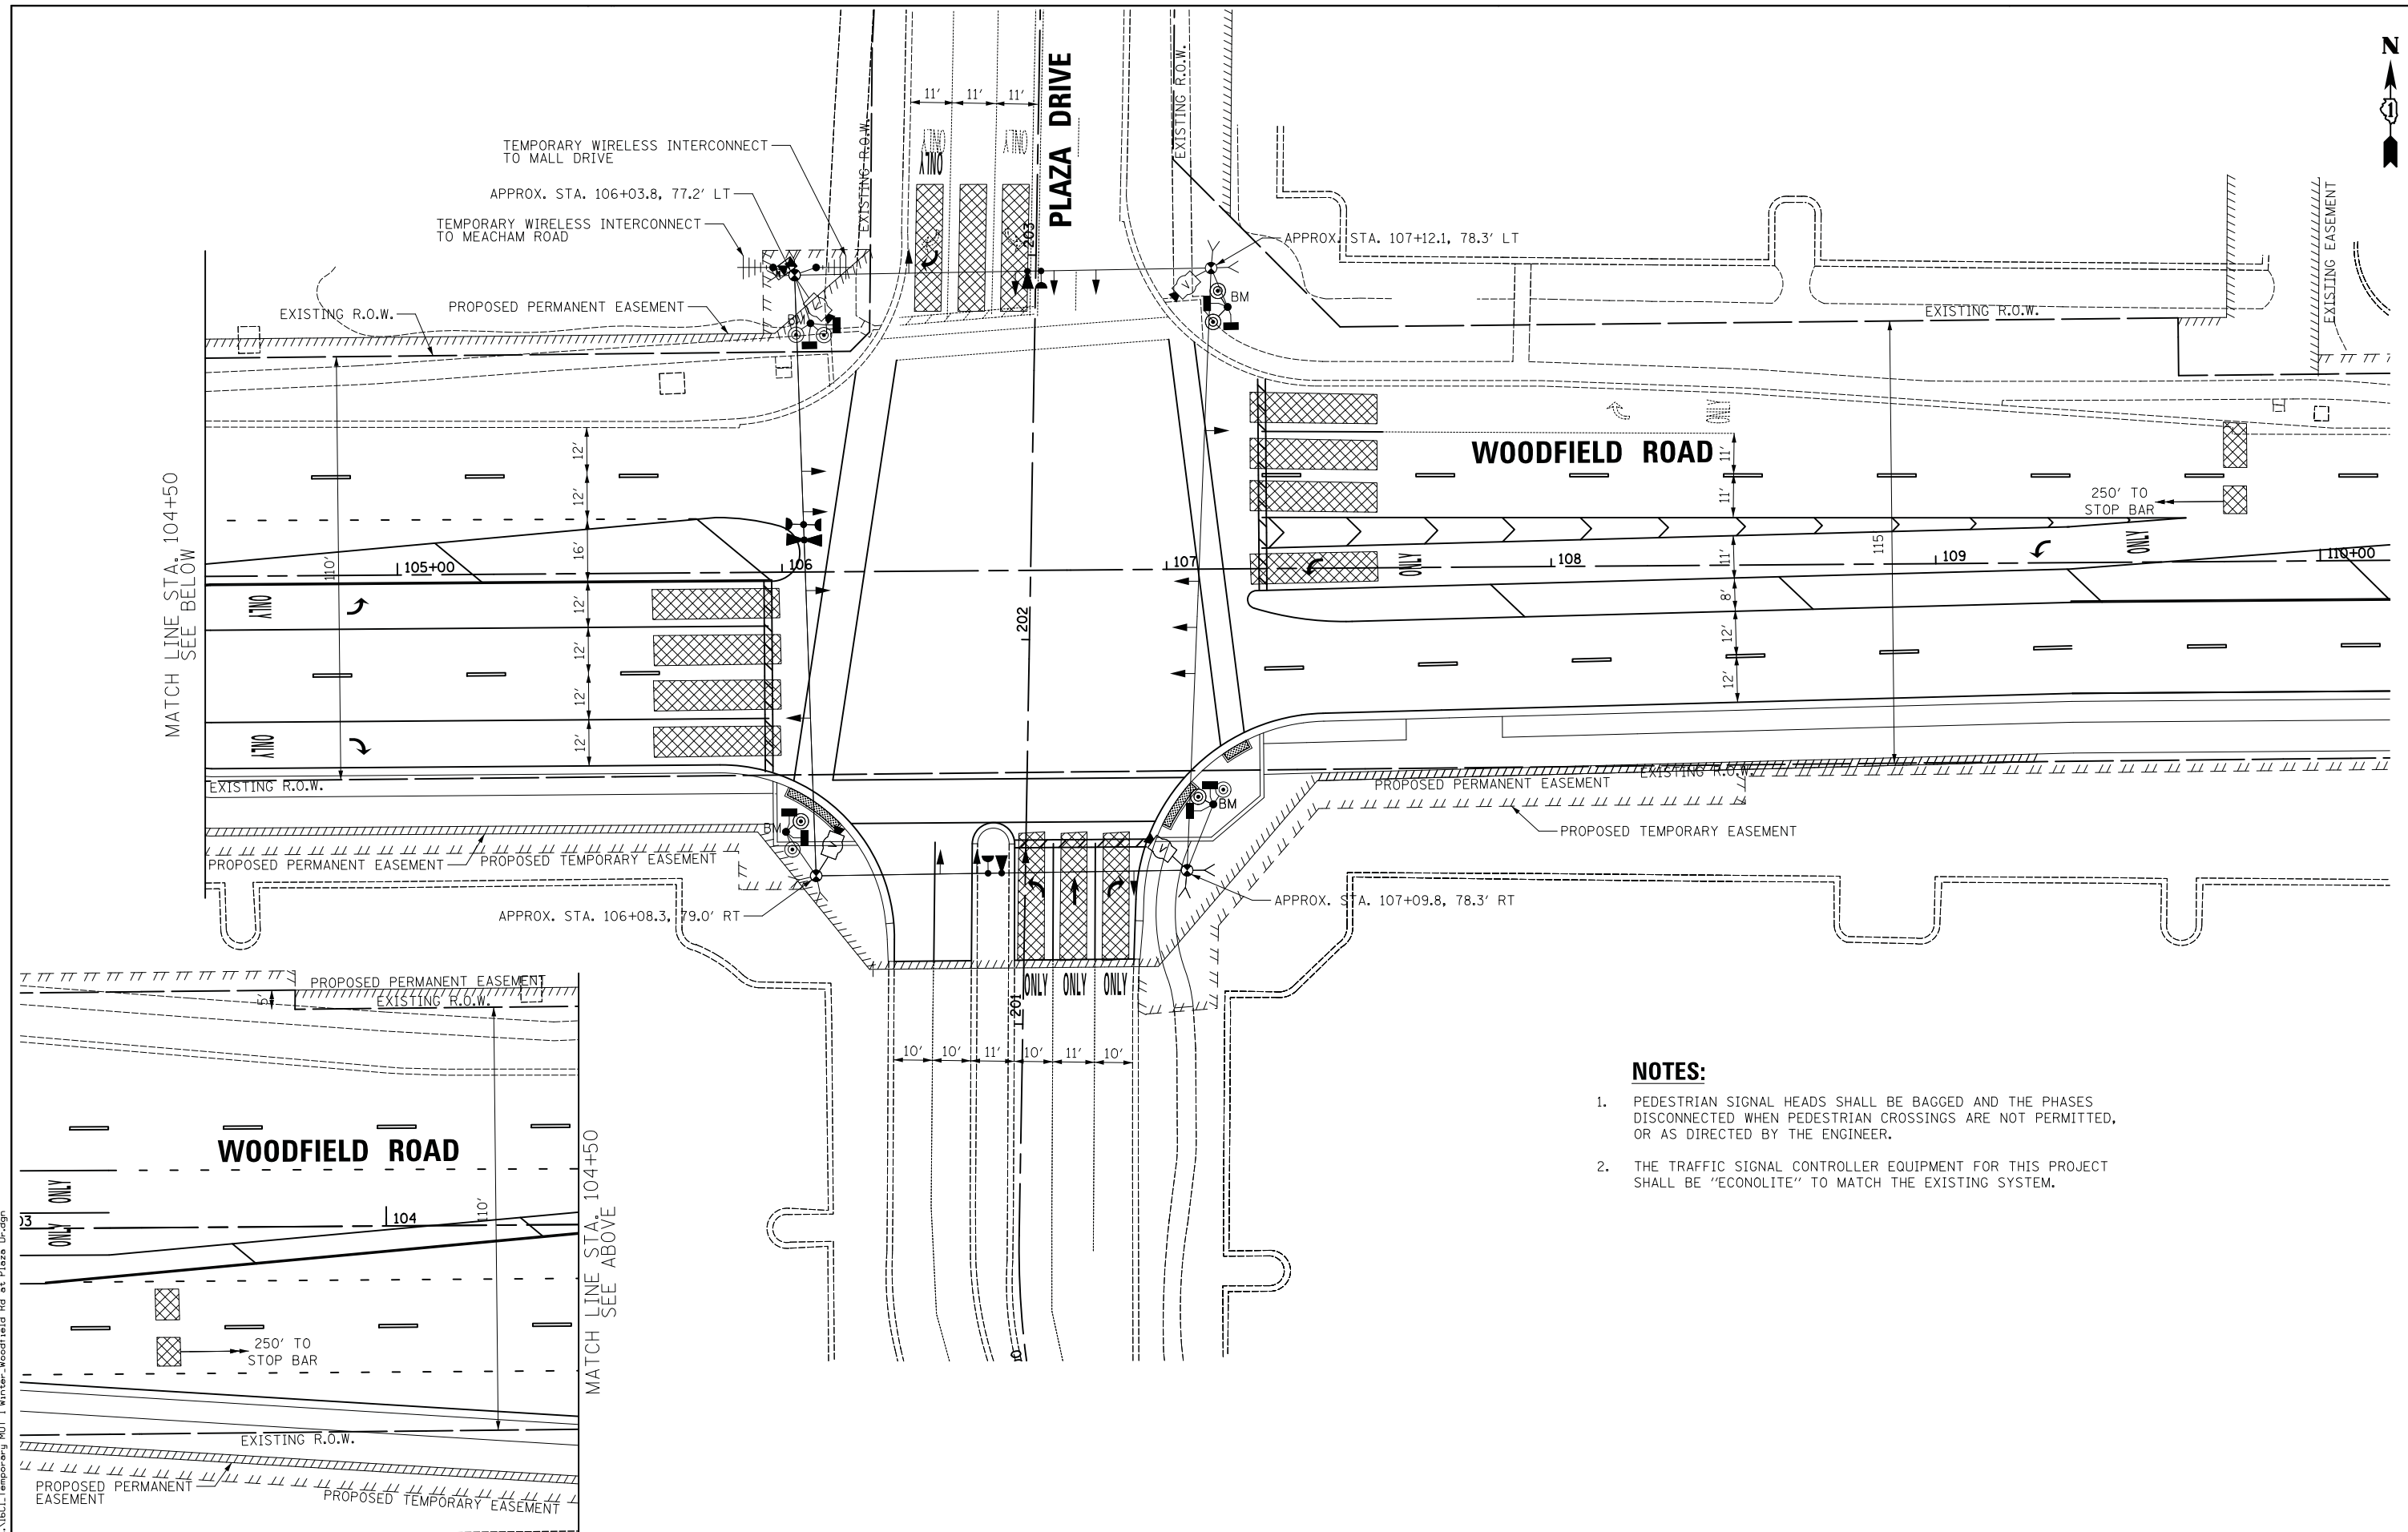 N
1
PLAZA DRIVE
EXISTING R.O.W.
EXISTING R.O.W.
11' 11' 11'
ONLY
ONLY
ONLY
TEMPORARY WIRELESS INTERCONNECT
TO MALL DRIVE
APPROX. STA. 106+03.8, 77.2' LT
TEMPORARY WIRELESS INTERCONNECT
TO MEACHAM ROAD
203
APPROX. STA. 107+12.1, 78.3' LT
EXISTING EASEMENT
V
V
BM
BM
EXISTING R.O.W.
PROPOSED PERMANENT EASEMENT
EXISTING R.O.W.
WOODFIELD ROAD
ONLY
MATCH LINE STA. 104+50
SEE BELOW
110'
12'
12'
16'
12'
12'
12'
12'
11'
11'
11'
8'
12'
12'
115'
250' TO
STOP BAR
105+00
106
107
108
109
110+00
ONLY
ONLY
ONLY
ONLY
202
EXISTING R.O.W.
EXISTING R.O.W.
PROPOSED PERMANENT EASEMENT
PROPOSED TEMPORARY EASEMENT
BM
BM
V
V
PROPOSED PERMANENT EASEMENT
PROPOSED TEMPORARY EASEMENT
APPROX. STA. 106+08.3, 79.0' RT
APPROX. STA. 107+09.8, 78.3' RT
ONLY ONLY ONLY
201
10' 10' 11' 10' 11' 10'
PROPOSED PERMANENT EASEMENT
EXISTING R.O.W.
5'
WOODFIELD ROAD
ONLY
ONLY
03
104
110'
MATCH LINE STA. 104+50
SEE ABOVE
250' TO
STOP BAR
EXISTING R.O.W.
PROPOSED PERMANENT
EASEMENT
PROPOSED TEMPORARY EASEMENT
NOTES:
1. PEDESTRIAN SIGNAL HEADS SHALL BE BAGGED AND THE PHASES
DISCONNECTED WHEN PEDESTRIAN CROSSINGS ARE NOT PERMITTED,
OR AS DIRECTED BY THE ENGINEER.
2. THE TRAFFIC SIGNAL CONTROLLER EQUIPMENT FOR THIS PROJECT
SHALL BE "ECONOLITE" TO MATCH THE EXISTING SYSTEM.
Winter_Woodfield Rd at Plaza Dr.dgn